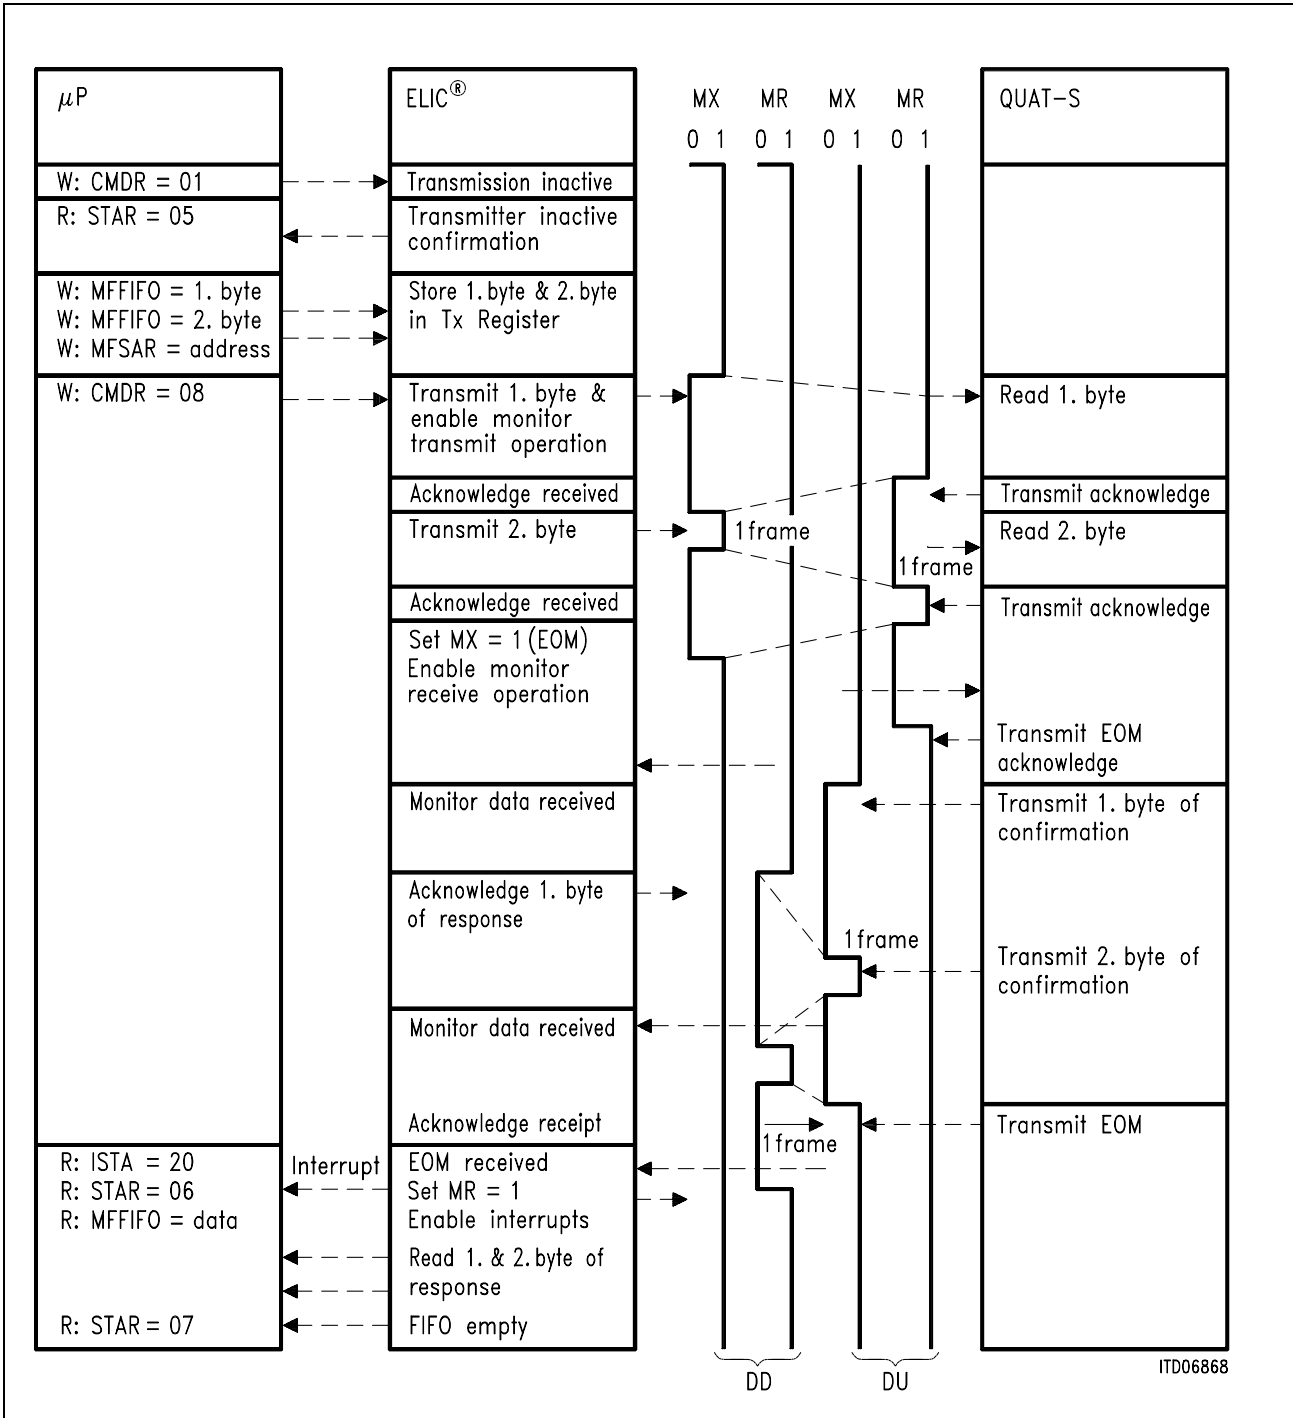 μP
ELIC®
MX MR MX MR
0 1 0 1 0 1 0 1
QUAT-S
W: CMDR = 01
Transmission inactive
R: STAR = 05
Transmitter inactive
confirmation
W: MFFIFO = 1. byte
W: MFFIFO = 2. byte
W: MFSAR = address
Store 1. byte & 2. byte
in Tx Register
W: CMDR = 08
Transmit 1. byte &
enable monitor
transmit operation
Read 1. byte
Acknowledge received
Transmit acknowledge
Transmit 2. byte
1 frame
Read 2. byte
1 frame
Acknowledge received
Transmit acknowledge
Set MX = 1 (EOM)
Enable monitor
receive operation
Transmit EOM
acknowledge
Monitor data received
Transmit 1. byte of
confirmation
Acknowledge 1. byte
of response
1 frame
Transmit 2. byte of
confirmation
Monitor data received
Acknowledge receipt
Transmit EOM
1 frame
R: ISTA = 20
R: STAR = 06
R: MFFIFO = data
Interrupt
EOM received
Set MR = 1
Enable interrupts
Read 1. & 2. byte of
response
R: STAR = 07
FIFO empty
DD
DU
ITD06868